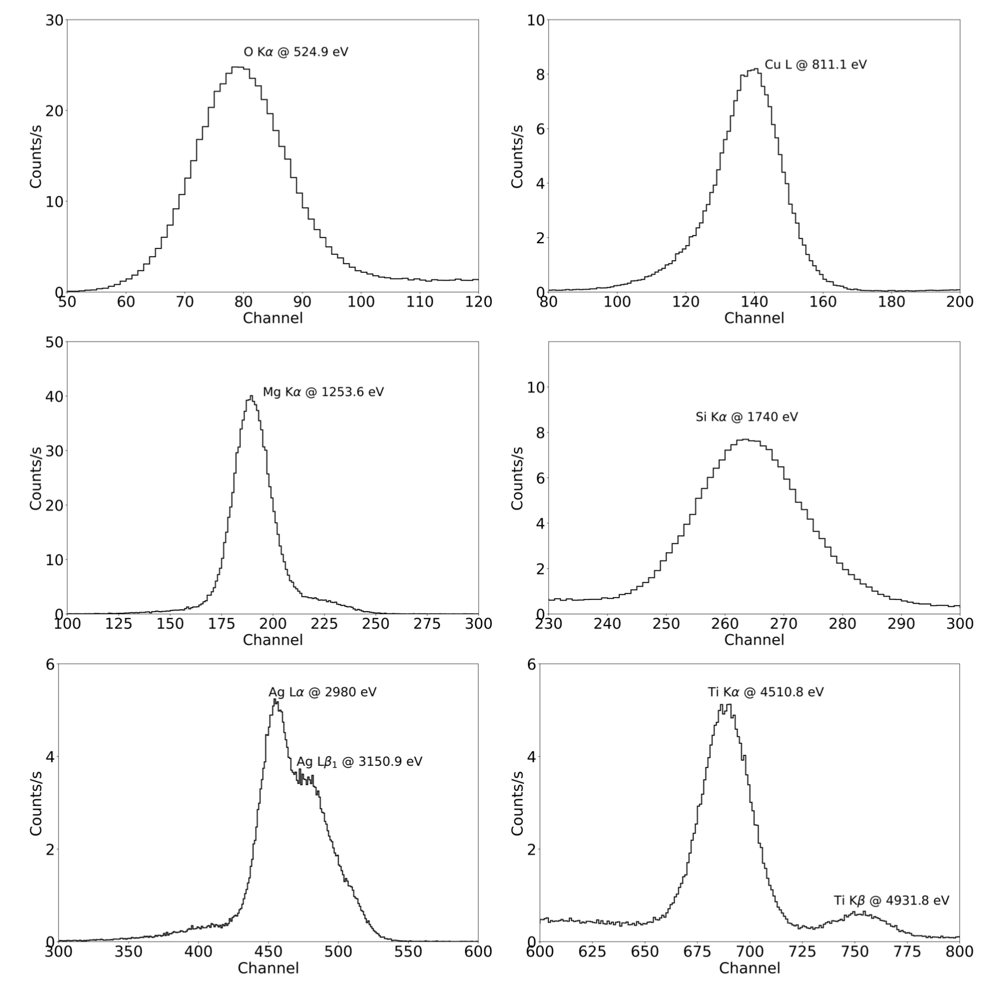 30
20
10
0
50 60 70 80 90 100 110 120
Counts/s
Channel
O Kα @ 524.9 eV
10
8
6
4
2
0
80 100 120 140 160 180 200
Counts/s
Channel
Cu L @ 811.1 eV
50
40
30
20
10
0
100 125 150 175 200 225 250 275 300
Counts/s
Channel
Mg Kα @ 1253.6 eV
10
8
6
4
2
0
230 240 250 260 270 280 290 300
Counts/s
Channel
Si Kα @ 1740 eV
6
4
2
0
300 350 400 450 500 550 600
Counts/s
Channel
Ag Lα @ 2980 eV
Ag Lβ₁ @ 3150.9 eV
6
4
2
0
600 625 650 675 700 725 750 775 800
Counts/s
Channel
Ti Kα @ 4510.8 eV
Ti Kβ @ 4931.8 eV